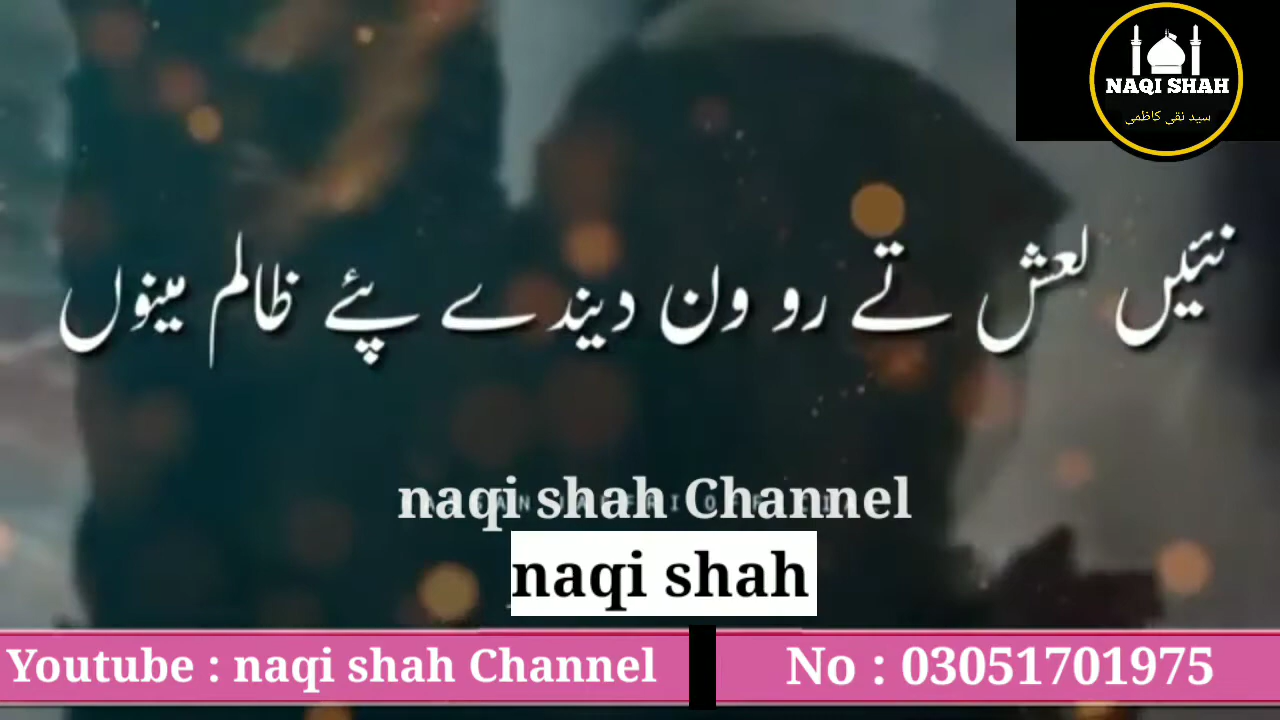 NAQI SHAH
سید نقی کاظمی
نئیں لعش تے رو ون دیندے پئے ظالم مینوں
naqi shah Channel
naqi shah
Youtube : naqi shah Channel
No : 03051701975